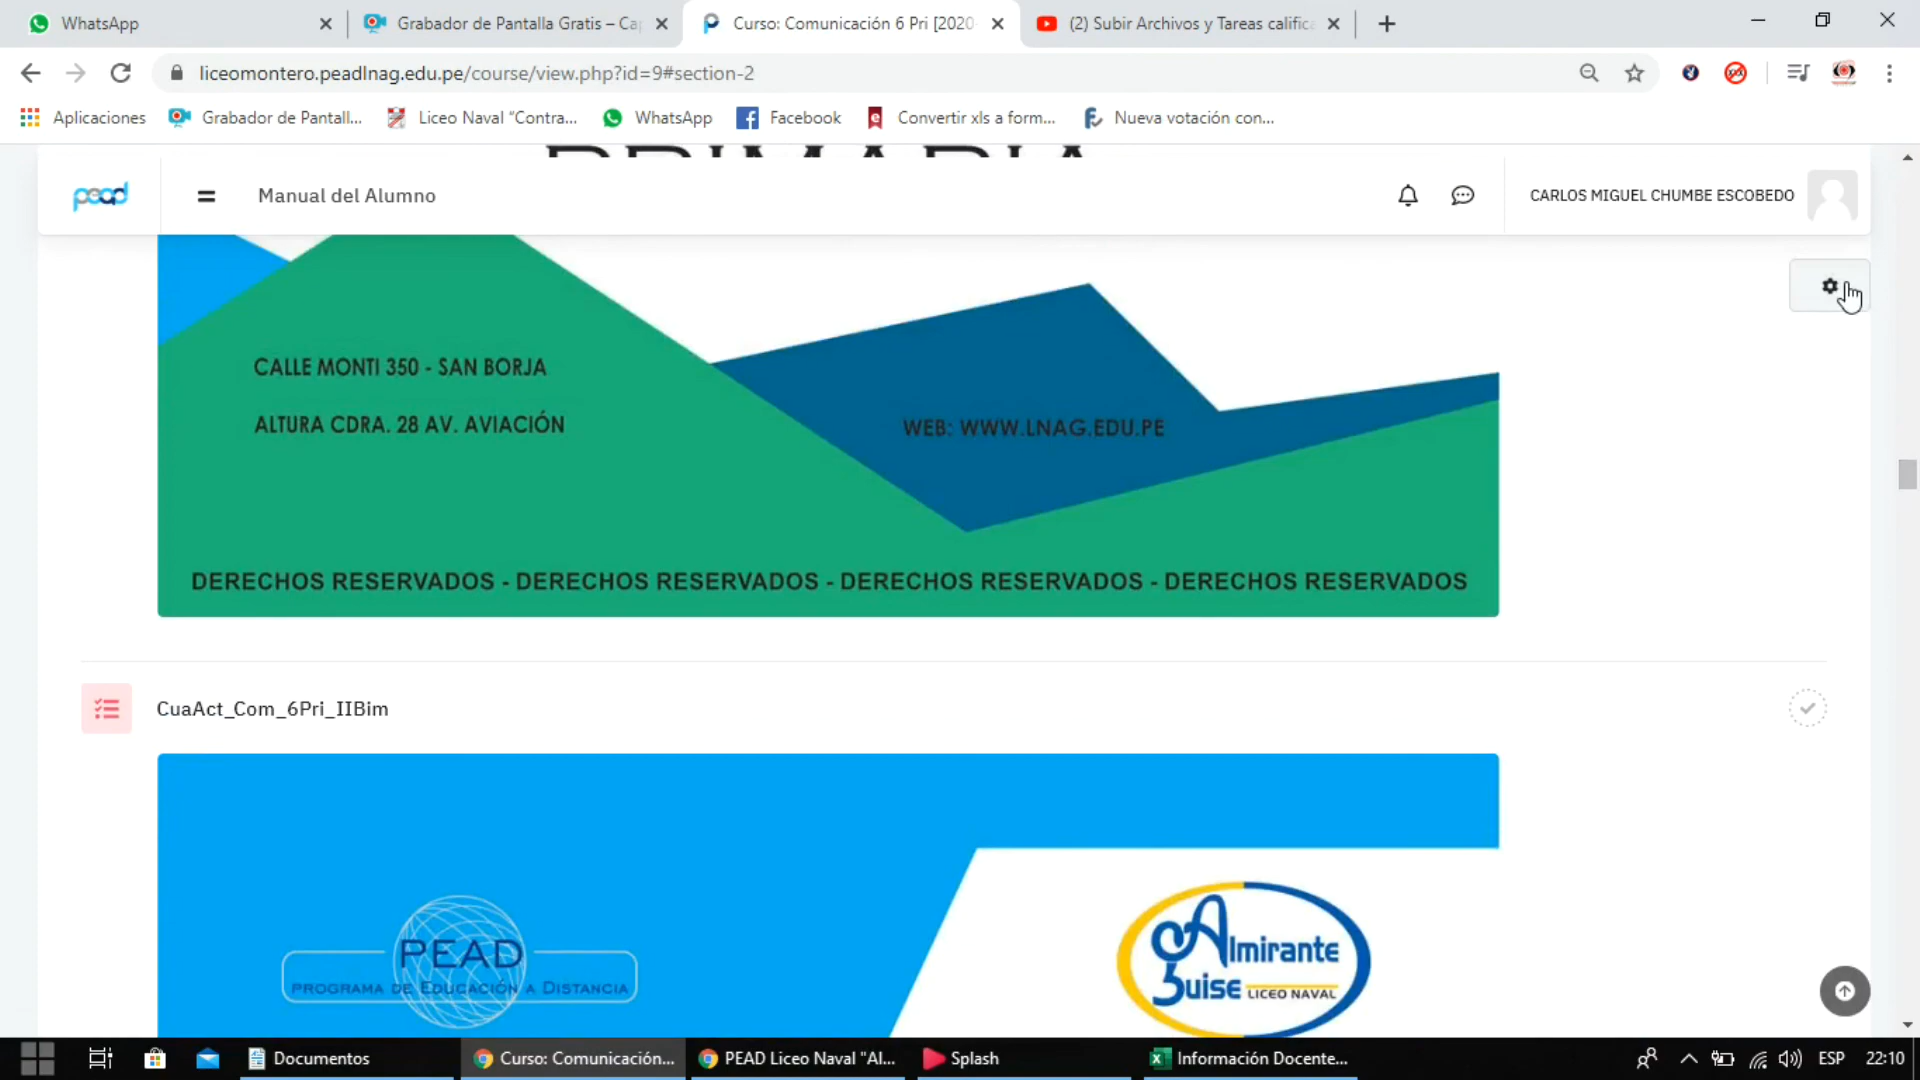 WhatsApp
Grabador de Pantalla Gratis – Ca
Curso: Comunicación 6 Pri [2020
(2) Subir Archivos y Tareas califica
liceomontero.peadlnag.edu.pe/course/view.php?id=9#section-2
Aplicaciones
Grabador de Pantall...
Liceo Naval "Contra...
WhatsApp
Facebook
Convertir xls a form...
Nueva votación con...
PRIMARIA
pead
Manual del Alumno
CARLOS MIGUEL CHUMBE ESCOBEDO
CALLE MONTI 350 - SAN BORJA
ALTURA CDRA. 28 AV. AVIACIÓN
WEB: WWW.LNAG.EDU.PE
DERECHOS RESERVADOS - DERECHOS RESERVADOS - DERECHOS RESERVADOS - DERECHOS RESERVADOS
CuaAct_Com_6Pri_IIBim
PEAD
PROGRAMA DE EDUCACIÓN A DISTANCIA
Almirante
Guise LICEO NAVAL
Documentos
Curso: Comunicación...
PEAD Liceo Naval "Al...
Splash
Información Docente...
ESP
22:10